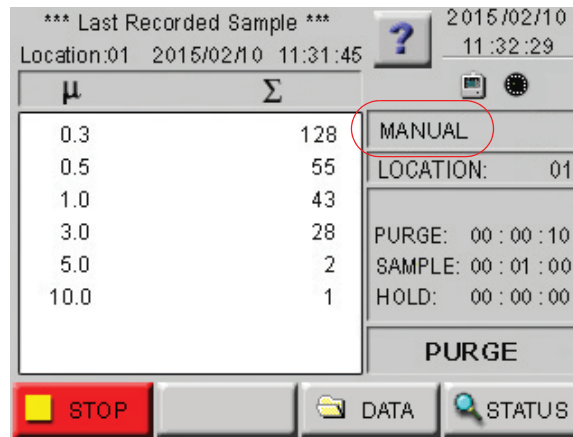 *** Last Recorded Sample ***
Location:01 2015/02/10 11:31:45
?
2015/02/10
11:32:29
μ Σ
0.3 128
0.5 55
1.0 43
3.0 28
5.0 2
10.0 1
MANUAL
LOCATION: 01
PURGE: 00 : 00 : 10
SAMPLE: 00 : 01 : 00
HOLD: 00 : 00 : 00
PURGE
STOP
DATA
STATUS